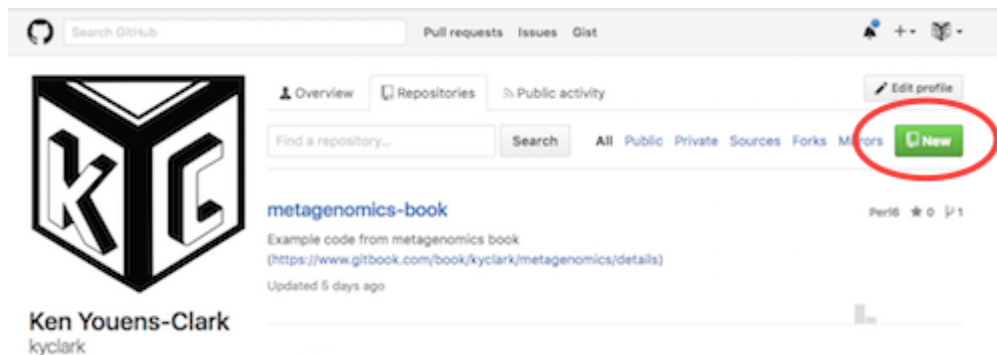 Search GitHub Pull requests Issues Gist
Overview Repositories Public activity Edit profile
Find a repository... Search All Public Private Sources Forks Mirrors New
K C
metagenomics-book Perl6 0 1
Example code from metagenomics book
(https://www.gitbook.com/book/kyclark/metagenomics/details)
Updated 5 days ago
Ken Youens-Clark
kyclark